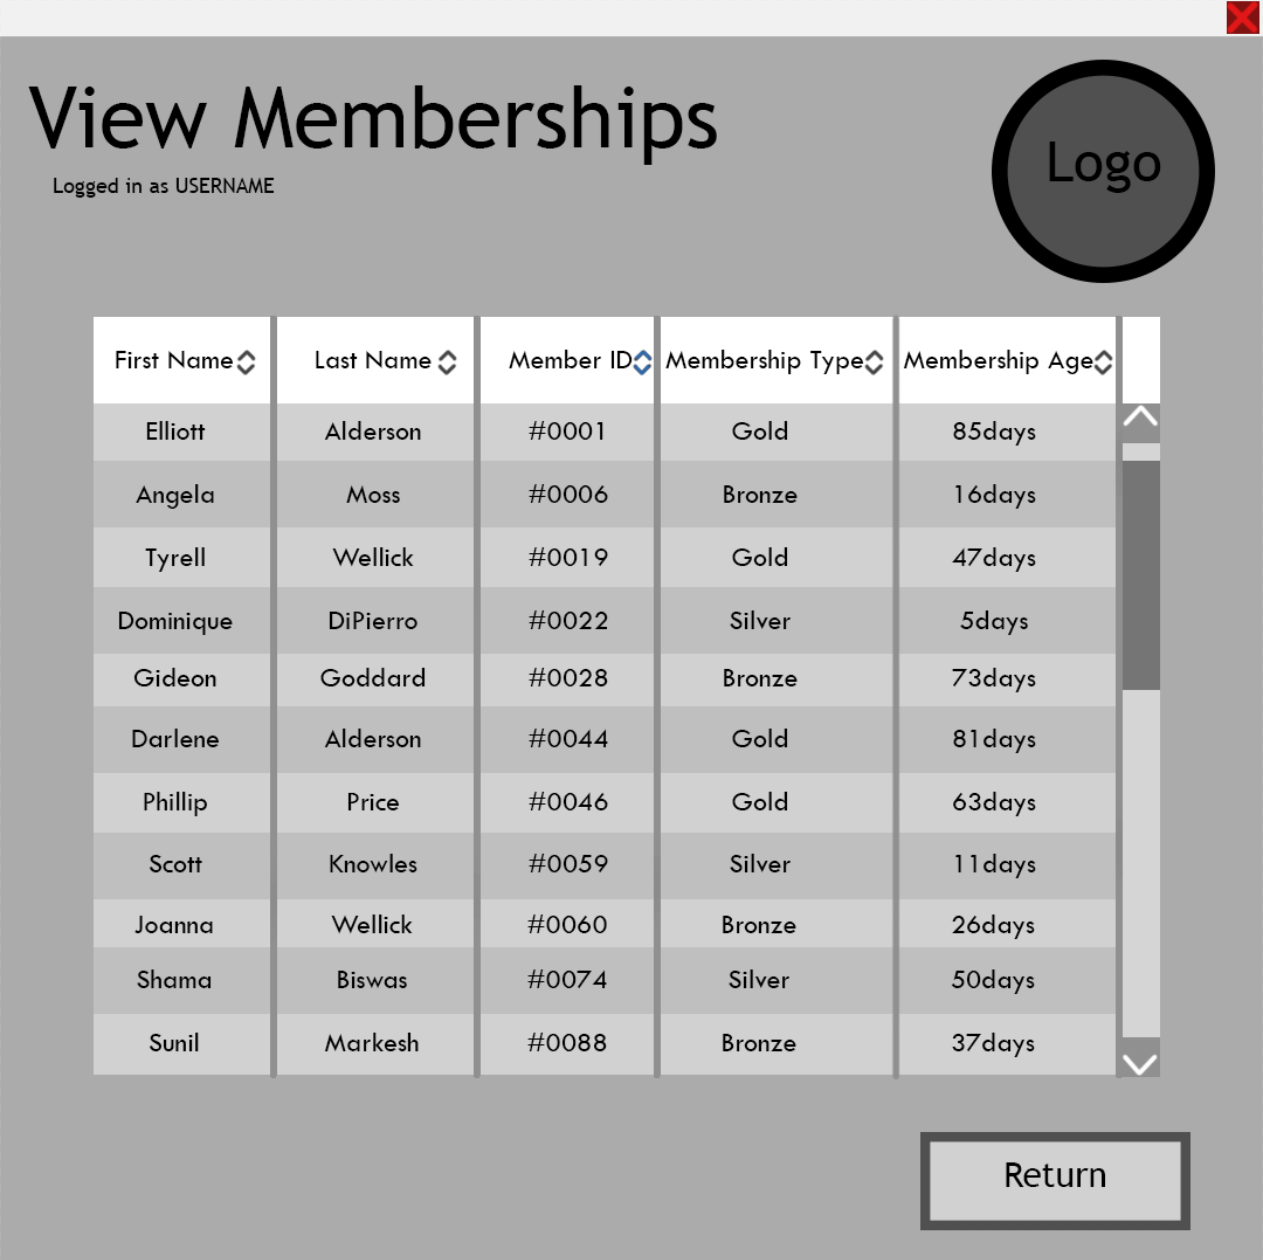 View Memberships
Logged in as USERNAME
Logo
First Name Last Name Member ID Membership Type Membership Age
Elliott Alderson #0001 Gold 85days
Angela Moss #0006 Bronze 16days
Tyrell Wellick #0019 Gold 47days
Dominique DiPierro #0022 Silver 5days
Gideon Goddard #0028 Bronze 73days
Darlene Alderson #0044 Gold 81days
Phillip Price #0046 Gold 63days
Scott Knowles #0059 Silver 11days
Joanna Wellick #0060 Bronze 26days
Shama Biswas #0074 Silver 50days
Sunil Markesh #0088 Bronze 37days
Return